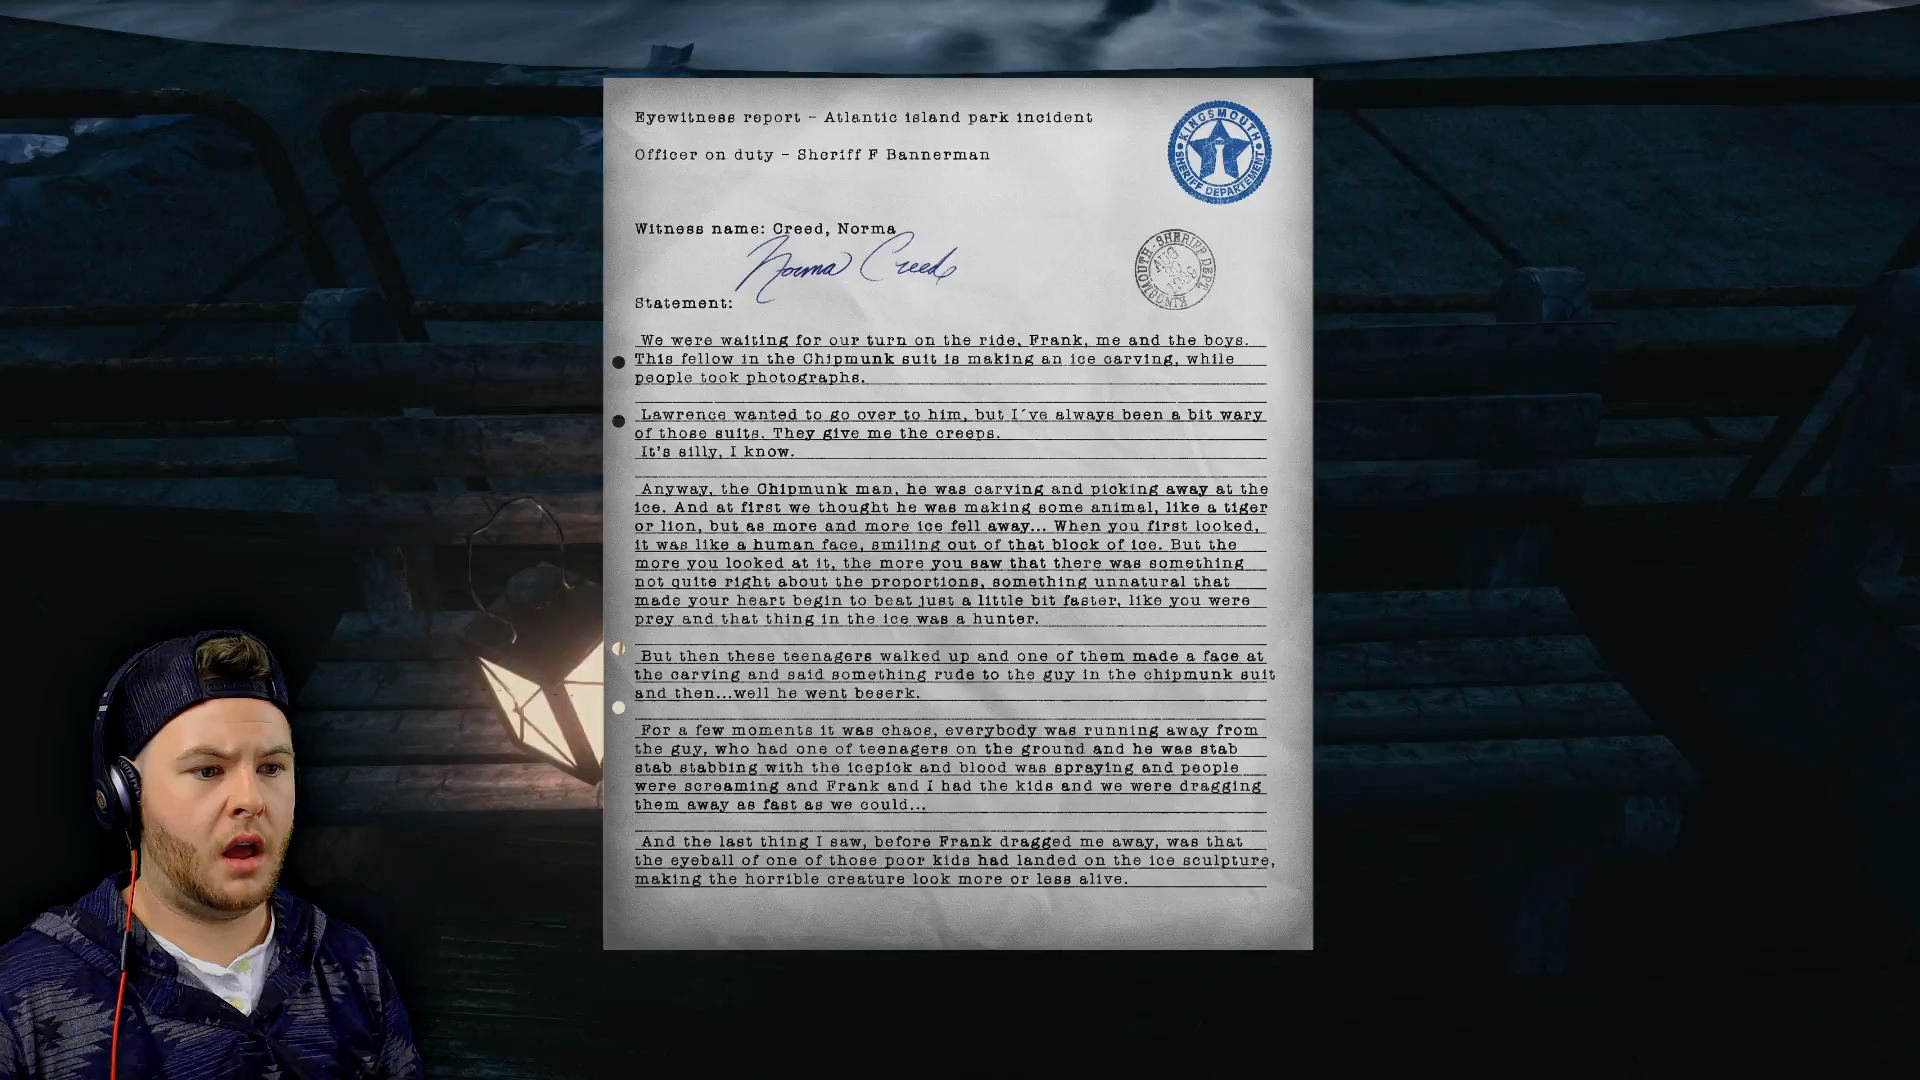 Eyewitness report - Atlantic island park incident
KINGSMOUTH
SHERIFF DEPARTEMENT
Officer on duty - Sheriff F Bannerman
Witness name: Creed, Norma
Norma Creed
KINGSMOUTH - SHERIFF DEPT.
Statement:
We were waiting for our turn on the ride, Frank, me and the boys.
This fellow in the Chipmunk suit is making an ice carving, while
people took photographs.
Lawrence wanted to go over to him, but I´ve always been a bit wary
of those suits. They give me the creeps.
It's silly, I know.
Anyway, the Chipmunk man, he was carving and picking away at the
ice. And at first we thought he was making some animal, like a tiger
or lion, but as more and more ice fell away... When you first looked,
it was like a human face, smiling out of that block of ice. But the
more you looked at it, the more you saw that there was something
not quite right about the proportions, something unnatural that
made your heart begin to beat just a little bit faster, like you were
prey and that thing in the ice was a hunter.
But then these teenagers walked up and one of them made a face at
the carving and said something rude to the guy in the chipmunk suit
and then...well he went beserk.
For a few moments it was chaos, everybody was running away from
the guy, who had one of teenagers on the ground and he was stab
stab stabbing with the icepick and blood was spraying and people
were screaming and Frank and I had the kids and we were dragging
them away as fast as we could...
And the last thing I saw, before Frank dragged me away, was that
the eyeball of one of those poor kids had landed on the ice sculpture,
making the horrible creature look more or less alive.